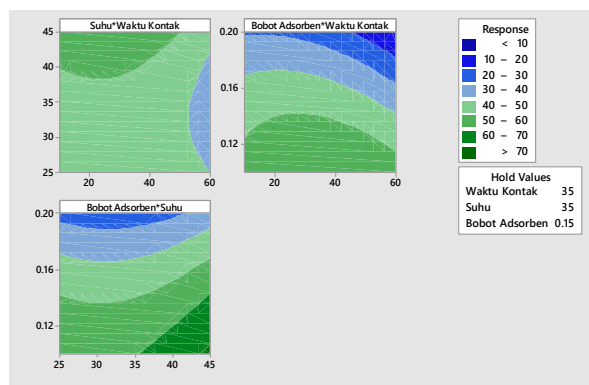 Suhu*Waktu Kontak
45
40
35
30
25
20
40
60
Bobot Adsorben*Waktu Kontak
0.20
0.16
0.12
20
40
60
Bobot Adsorben*Suhu
0.20
0.16
0.12
25
30
35
40
45
Response
< 10
10 – 20
20 – 30
30 – 40
40 – 50
50 – 60
60 – 70
> 70
Hold Values
Waktu Kontak 35
Suhu 35
Bobot Adsorben 0.15